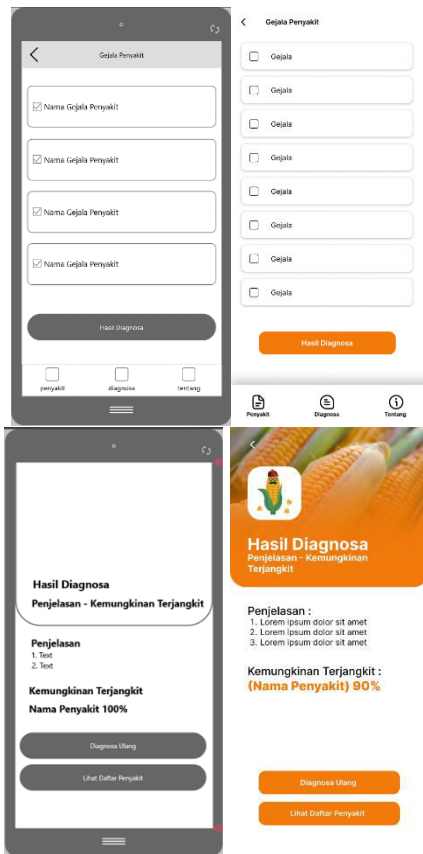 Gejala Penyakit
Nama Gejala Penyakit
Nama Gejala Penyakit
Nama Gejala Penyakit
Nama Gejala Penyakit
Hasil Diagnosa
penyakit
diagnosa
tentang
Gejala Penyakit
Gejala
Gejala
Gejala
Gejala
Gejala
Gejala
Gejala
Gejala
Hasil Diagnosa
Penyakit
Diagnosa
Tentang
Hasil Diagnosa
Penjelasan - Kemungkinan Terjangkit
Penjelasan
1. Text
2. Text
Kemungkinan Terjangkit
Nama Penyakit 100%
Diagnosa Ulang
Lihat Daftar Penyakit
Hasil Diagnosa
Penjelasan - Kemungkinan
Terjangkit
Penjelasan :
1. Lorem ipsum dolor sit amet
2. Lorem ipsum dolor sit amet
3. Lorem ipsum dolor sit amet
Kemungkinan Terjangkit :
(Nama Penyakit) 90%
Diagnosa Ulang
Lihat Daftar Penyakit